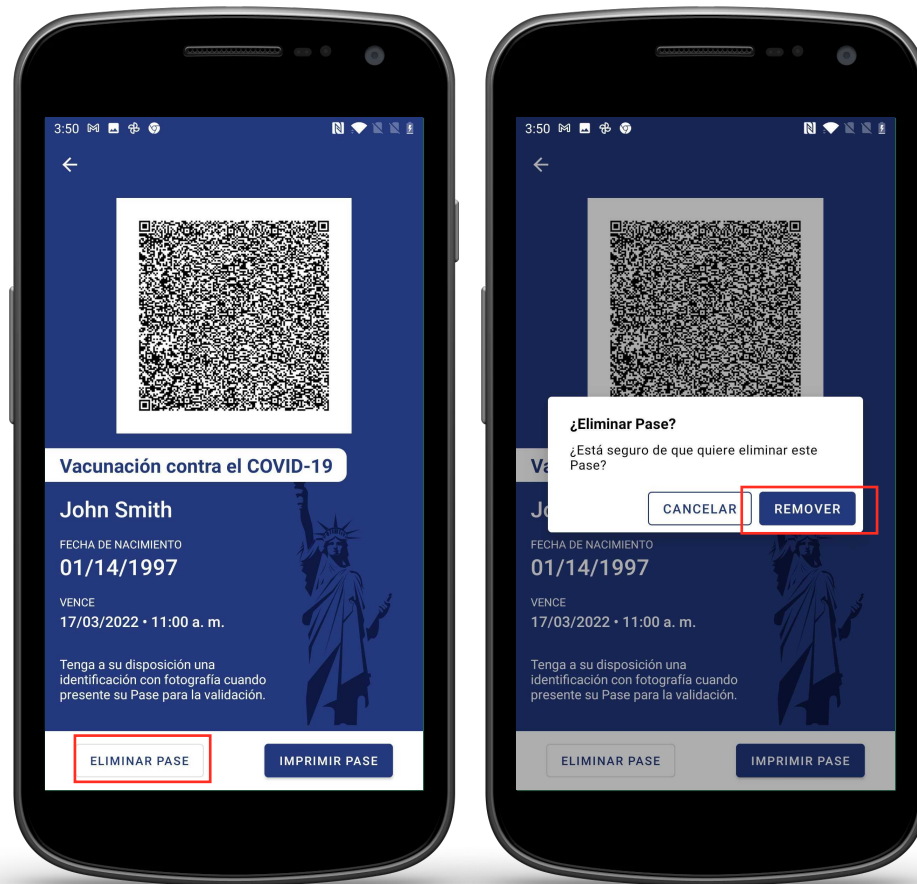 3:50
Vacunación contra el COVID-19
John Smith
FECHA DE NACIMIENTO
01/14/1997
VENCE
17/03/2022 • 11:00 a. m.
Tenga a su disposición una
identificación con fotografía cuando
presente su Pase para la validación.
ELIMINAR PASE
IMPRIMIR PASE
3:50
¿Eliminar Pase?
¿Está seguro de que quiere eliminar este
Pase?
CANCELAR
REMOVER
FECHA DE NACIMIENTO
01/14/1997
VENCE
17/03/2022 • 11:00 a. m.
Tenga a su disposición una
identificación con fotografía cuando
presente su Pase para la validación.
ELIMINAR PASE
IMPRIMIR PASE